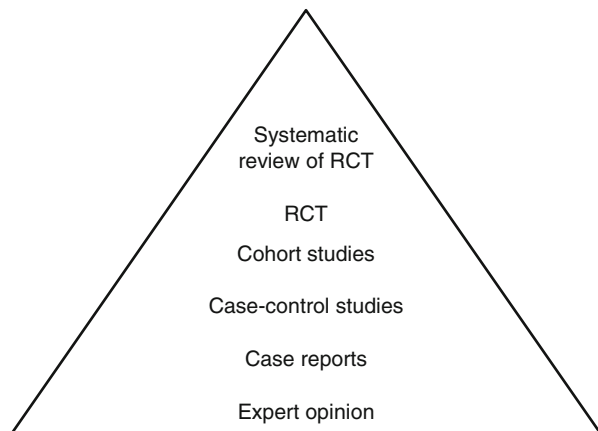 Systematic
review of RCT
RCT
Cohort studies
Case-control studies
Case reports
Expert opinion